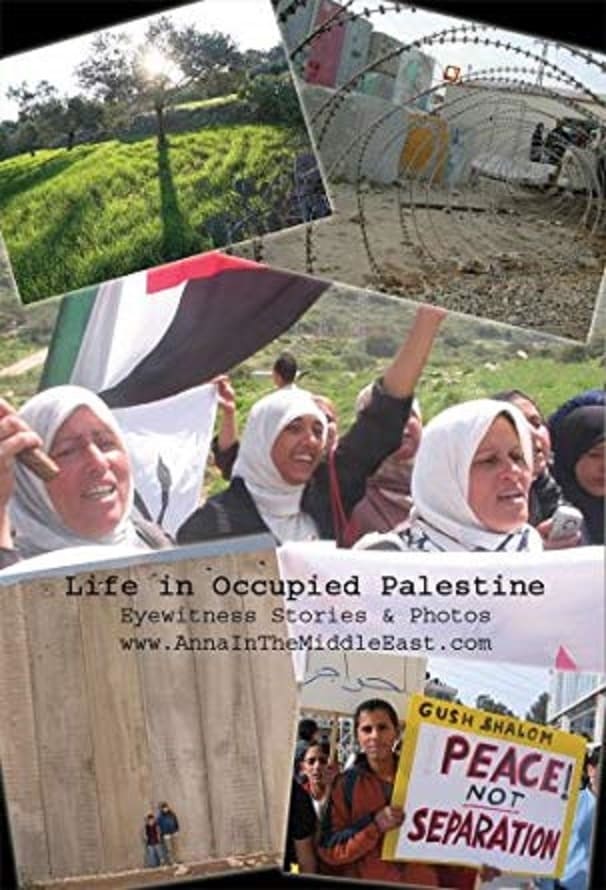 Life in Occupied Palestine
Eyewitness Stories & Photos
www.AnnaInTheMiddleEast.com
GUSH SHALOM
PEACE!
NOT
SEPARATION